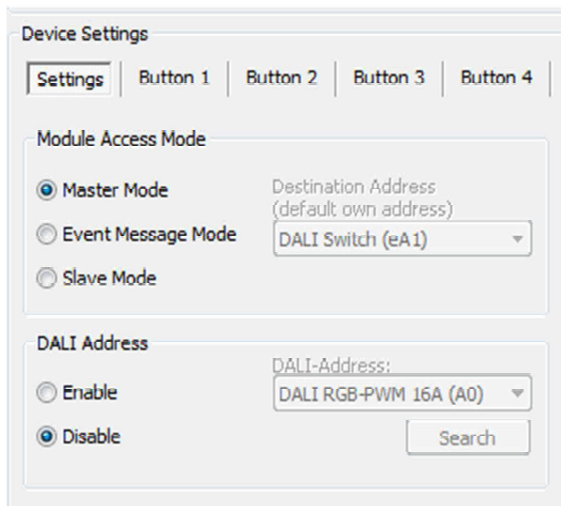 Device Settings
Settings Button 1 Button 2 Button 3 Button 4
Module Access Mode
Master Mode
Destination Address
(default own address)
Event Message Mode
DALI Switch (eA1)
Slave Mode
DALI Address
DALI-Address:
Enable
DALI RGB-PWM 16A (A0)
Disable
Search